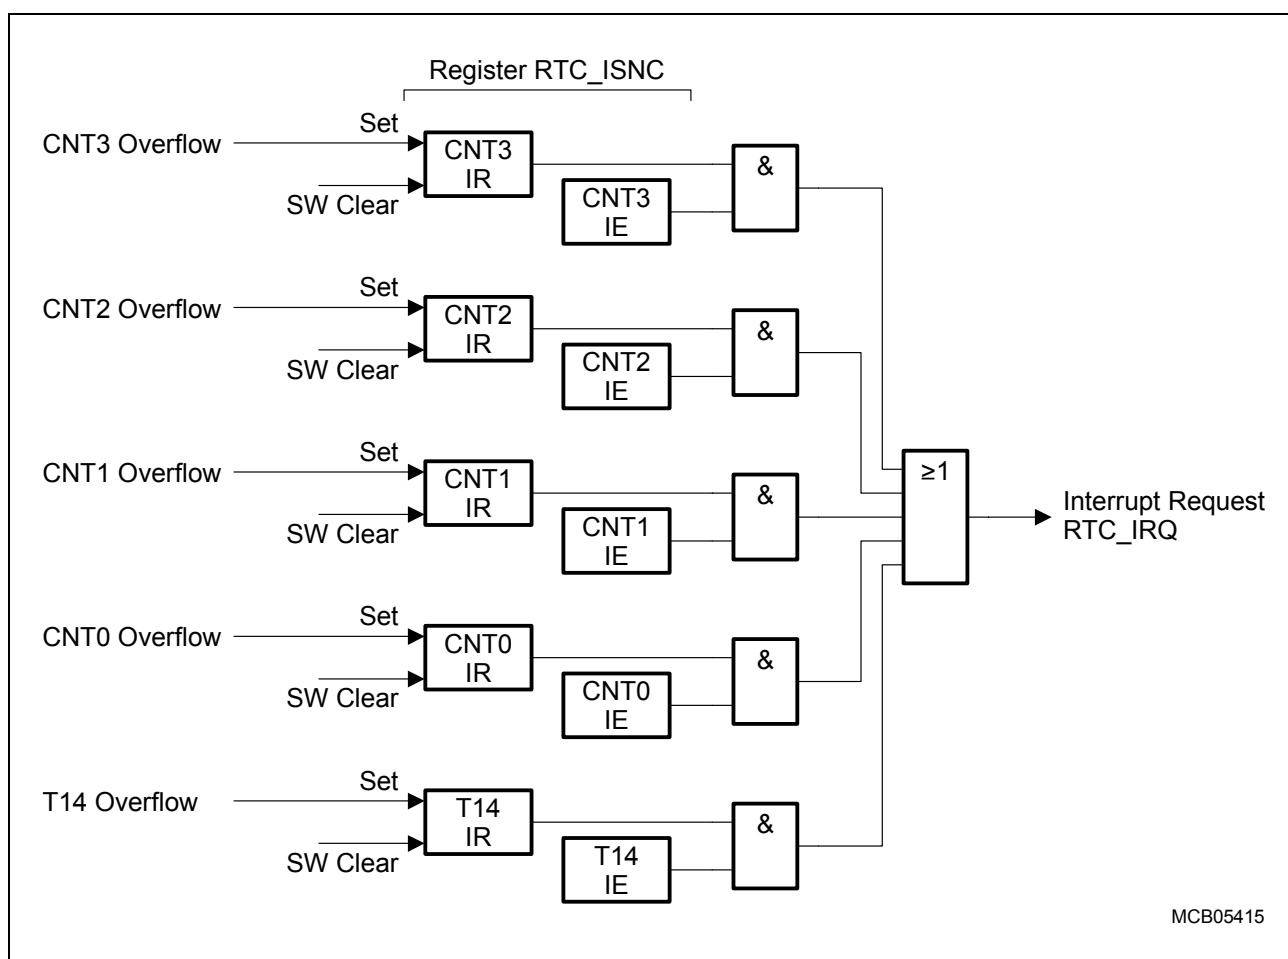 Register RTC_ISNC
CNT3 Overflow
Set
SW Clear
CNT3
IR
CNT3
IE
&
CNT2 Overflow
Set
SW Clear
CNT2
IR
CNT2
IE
&
CNT1 Overflow
Set
SW Clear
CNT1
IR
CNT1
IE
&
≥1
Interrupt Request
RTC_IRQ
CNT0 Overflow
Set
SW Clear
CNT0
IR
CNT0
IE
&
T14 Overflow
Set
SW Clear
T14
IR
T14
IE
&
MCB05415